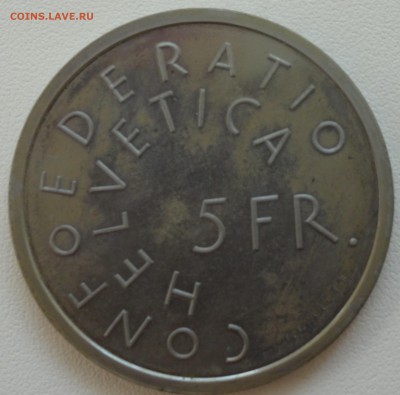 COINS.LAVE.RU
CONFOEDERATIO
HELVETICA
5 FR.